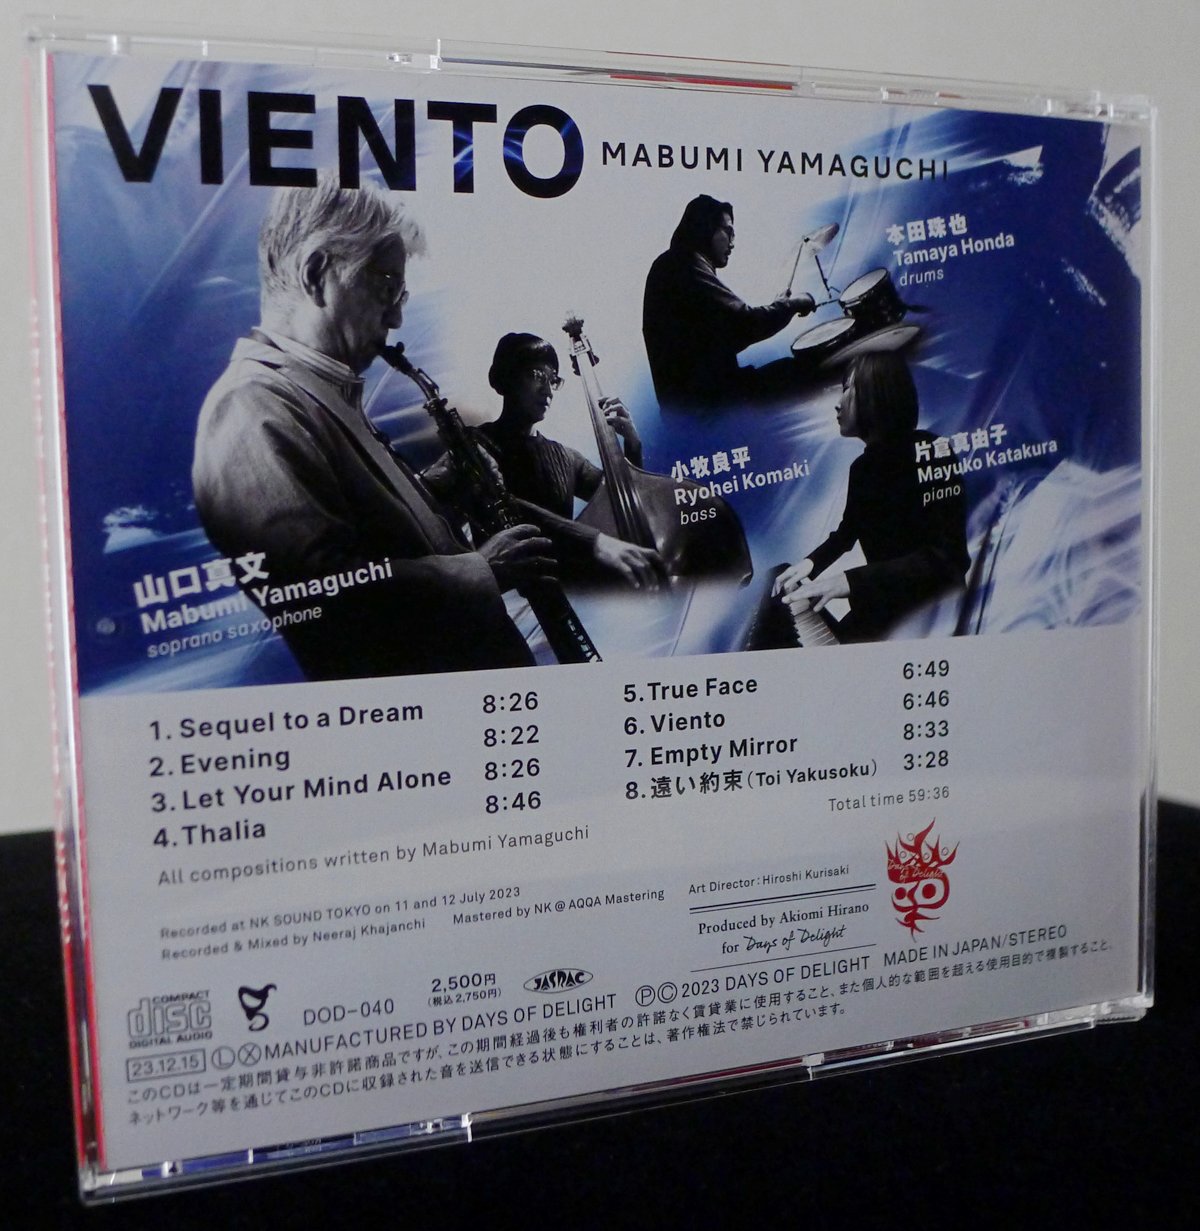 VIENTO MABUMI YAMAGUCHI
本田珠也
Tamaya Honda
drums
小牧良平
Ryohei Komaki
bass
片倉真由子
Mayuko Katakura
piano
山口真文
Mabumi Yamaguchi
soprano saxophone
1. Sequel to a Dream 8:26
2. Evening 8:22
3. Let Your Mind Alone 8:26
4. Thalia 8:46
5. True Face 6:49
6. Viento 6:46
7. Empty Mirror 8:33
8. 遠い約束 (Toi Yakusoku) 3:28
Total time 59:36
All compositions written by Mabumi Yamaguchi
Recorded at NK SOUND TOKYO on 11 and 12 July 2023
Recorded & Mixed by Neeraj Khajanchi Mastered by NK @ AQQA Mastering
Art Director: Hiroshi Kurisaki
Produced by Akiomi Hirano
for Days of Delight
Days of Delight
COMPACT
disc
DIGITAL AUDIO
DOD-040
2,500円
(税込 2,750円)
JASRAC
23.12.15 Ⓛ Ⓧ MANUFACTURED BY DAYS OF DELIGHT ⓅⒸ 2023 DAYS OF DELIGHT MADE IN JAPAN/STEREO
このCDは一定期間貸与非許諾商品ですが、この期間経過後も権利者の許諾なく賃貸業に使用すること、また個人的な範囲を超える使用目的で複製すること、
ネットワーク等を通じてこのCDに収録された音を送信できる状態にすることは、著作権法で禁じられています。